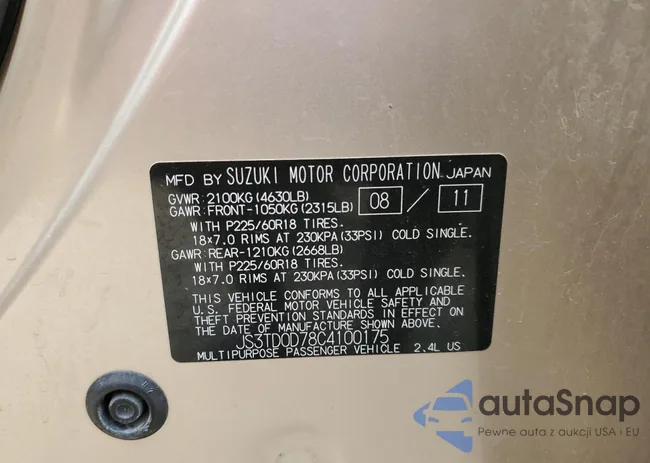 MFD BY SUZUKI MOTOR CORPORATION JAPAN
GVWR: 2100KG (4630LB)
GAWR: FRONT-1050KG (2315LB) 08 / 11
WITH P225/60R18 TIRES.
18×7.0 RIMS AT 230KPA (33PSI) COLD SINGLE.
GAWR: REAR-1210KG (2668LB)
WITH P225/60R18 TIRES.
18×7.0 RIMS AT 230KPA (33PSI) COLD SINGLE.
THIS VEHICLE CONFORMS TO ALL APPLICABLE
U.S. FEDERAL MOTOR VEHICLE SAFETY AND
THEFT PREVENTION STANDARDS IN EFFECT ON
THE DATE OF MANUFACTURE SHOWN ABOVE.
JS3TD0D78C4100175
MULTIPURPOSE PASSENGER VEHICLE 2.4L US
autaSnap
Pewne auta z aukcji USA i EU